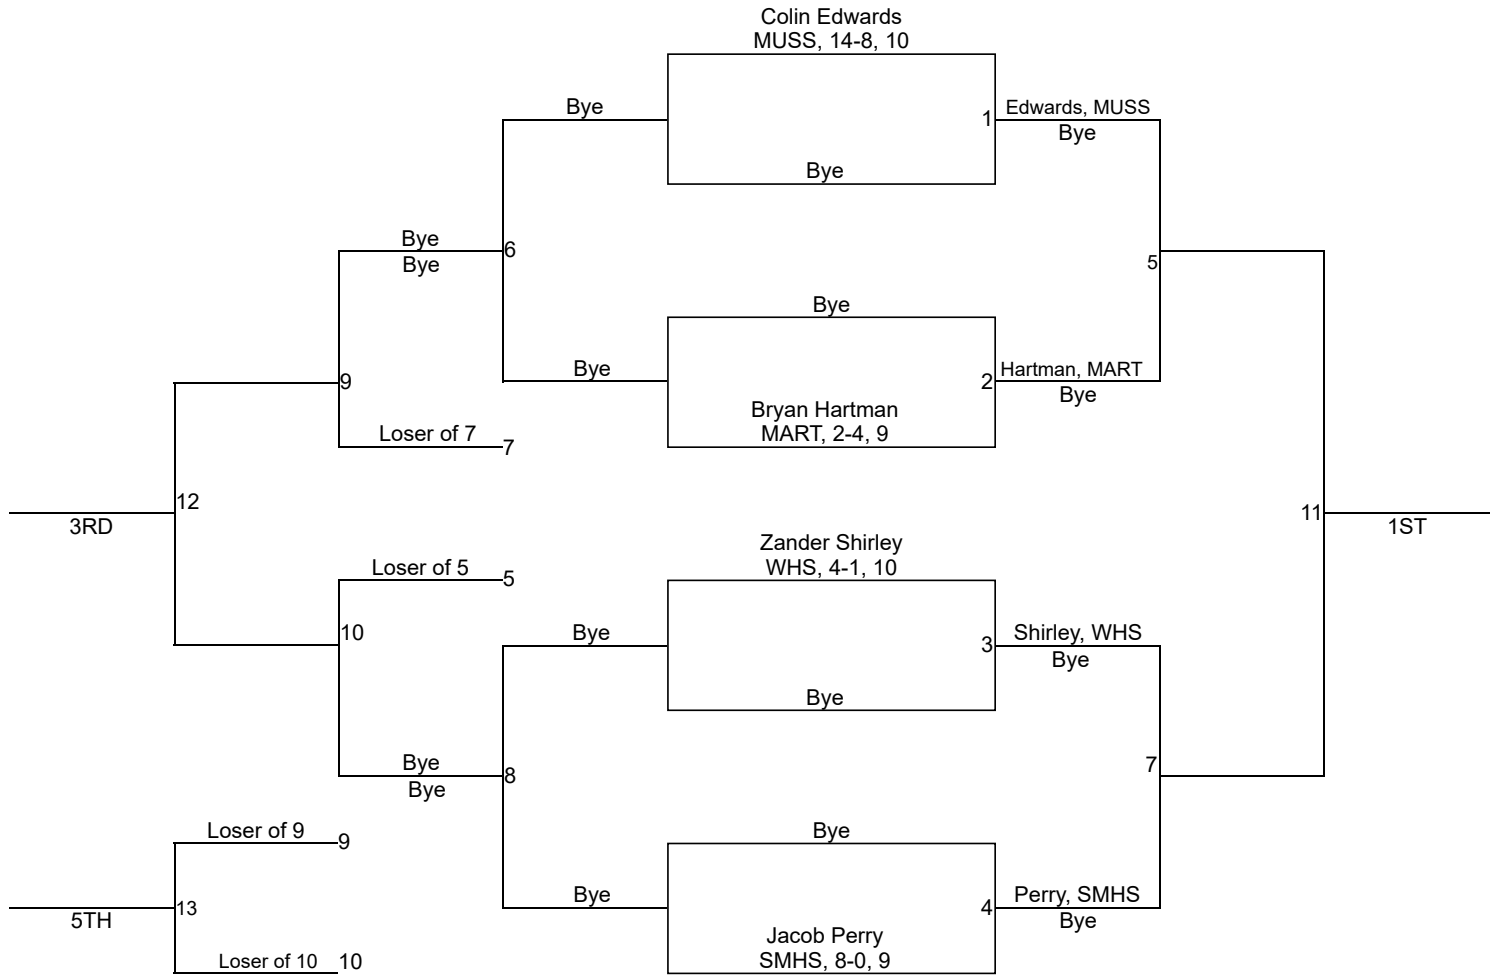 Colin Edwards
MUSS, 14-8, 10
Bye
1
Edwards, MUSS
Bye
Bye
Bye
6
Bye
5
Bye
Bye
2
Hartman, MART
Bye
9
Bryan Hartman
MART, 2-4, 9
Loser of 7
7
12
3RD
11
1ST
Zander Shirley
WHS, 4-1, 10
Loser of 5
5
10
Bye
3
Shirley, WHS
Bye
Bye
Bye
8
Bye
7
Loser of 9
9
Bye
Bye
4
Perry, SMHS
Bye
13
5TH
Jacob Perry
SMHS, 8-0, 9
Loser of 10
10